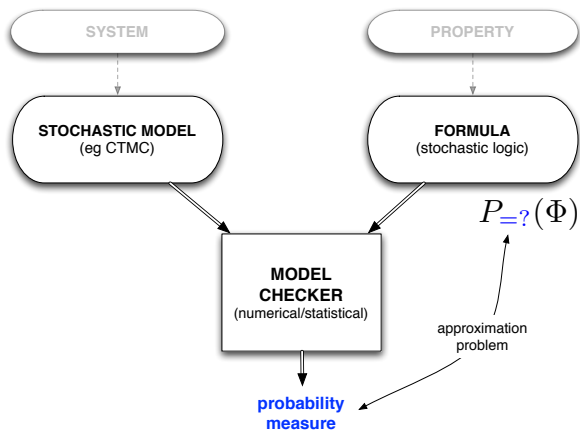 SYSTEM
PROPERTY
STOCHASTIC MODEL
(eg CTMC)
FORMULA
(stochastic logic)
P=?(Φ)
MODEL
CHECKER
(numerical/statistical)
approximation
problem
probability
measure